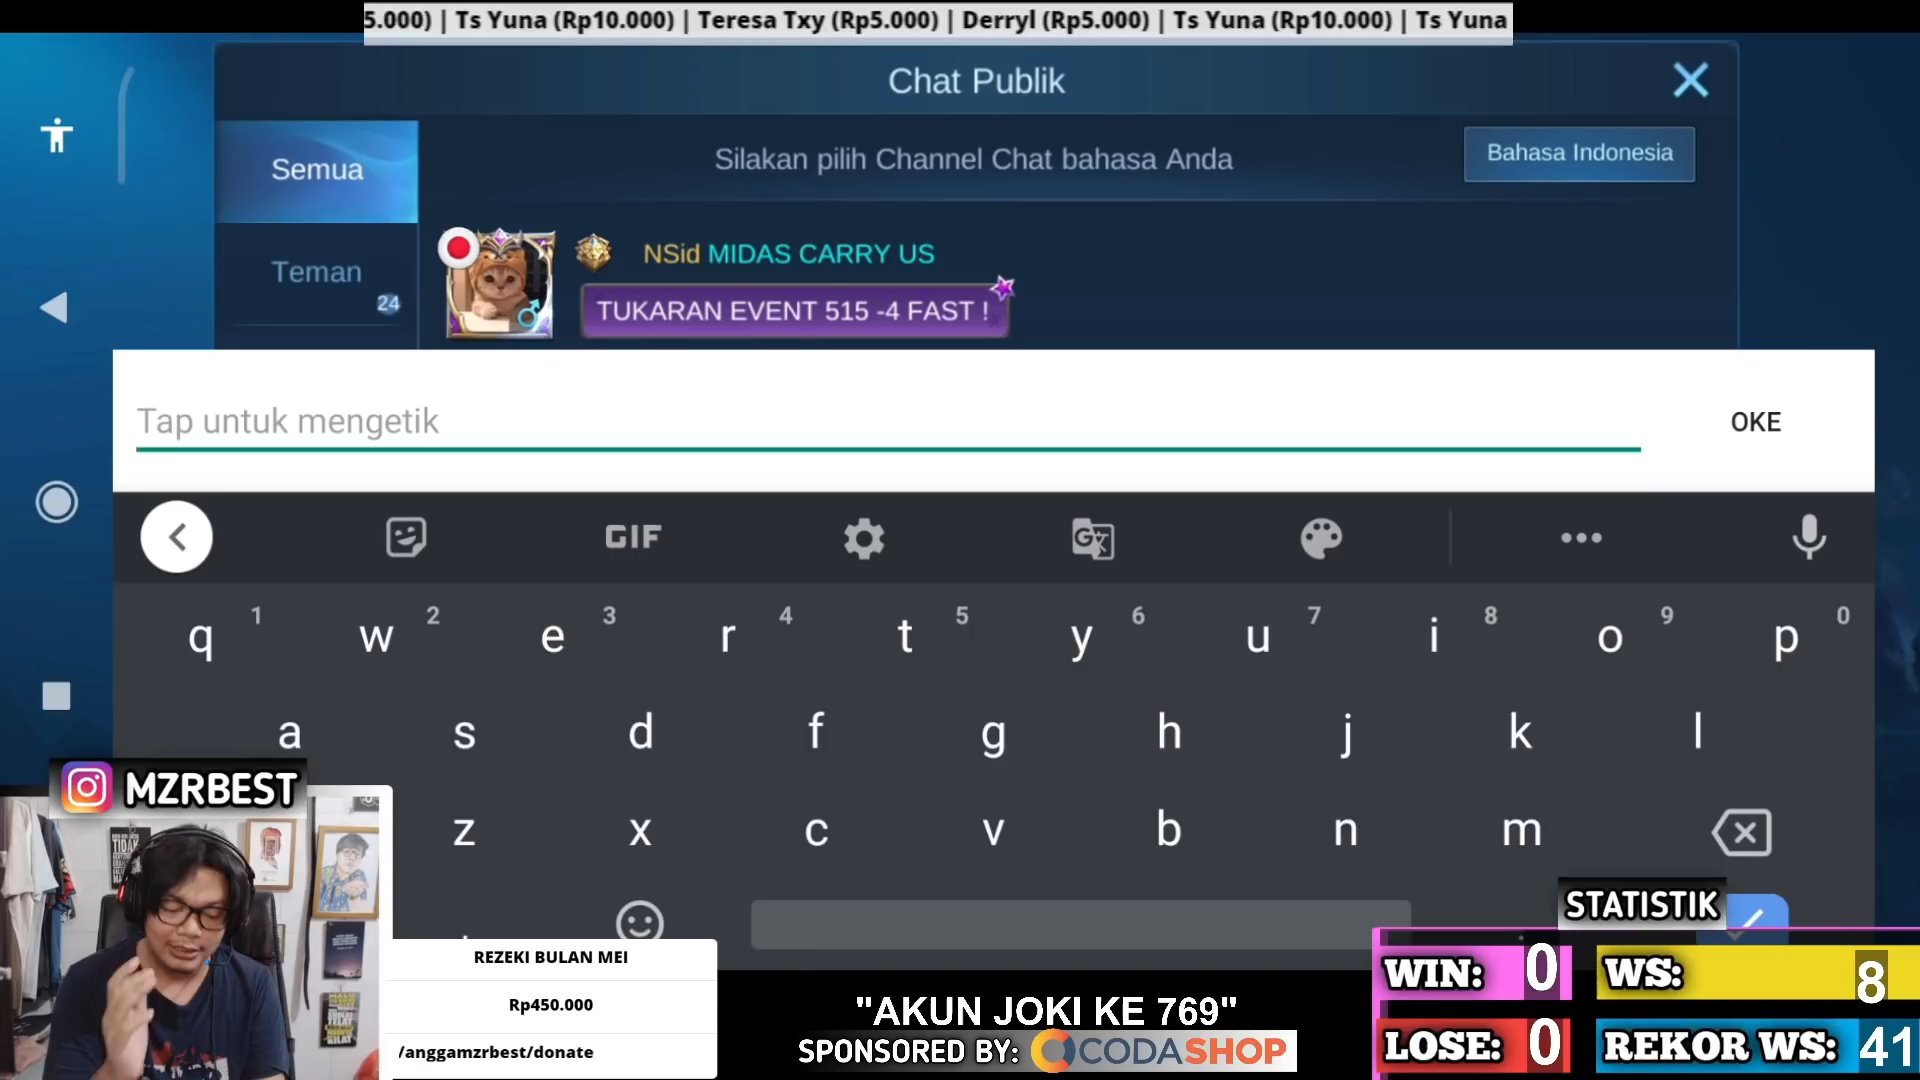 5.000) | Ts Yuna (Rp10.000) | Teresa Txy (Rp5.000) | Derryl (Rp5.000) | Ts Yuna (Rp10.000) | Ts Yuna
Chat Publik
Semua
Silakan pilih Channel Chat bahasa Anda
Bahasa Indonesia
Teman
24
NSid MIDAS CARRY US
TUKARAN EVENT 515 -4 FAST !
Tap untuk mengetik
OKE
GIF
q 1 w 2 e 3 r 4 t 5 y 6 u 7 i 8 o 9 p 0
a s d f g h j k l
z x c v b n m
MZRBEST
REZEKI BULAN MEI
Rp450.000
/anggamzrbest/donate
"AKUN JOKI KE 769"
SPONSORED BY: CODASHOP
STATISTIK
WIN: 0
WS: 8
LOSE: 0
REKOR WS: 41